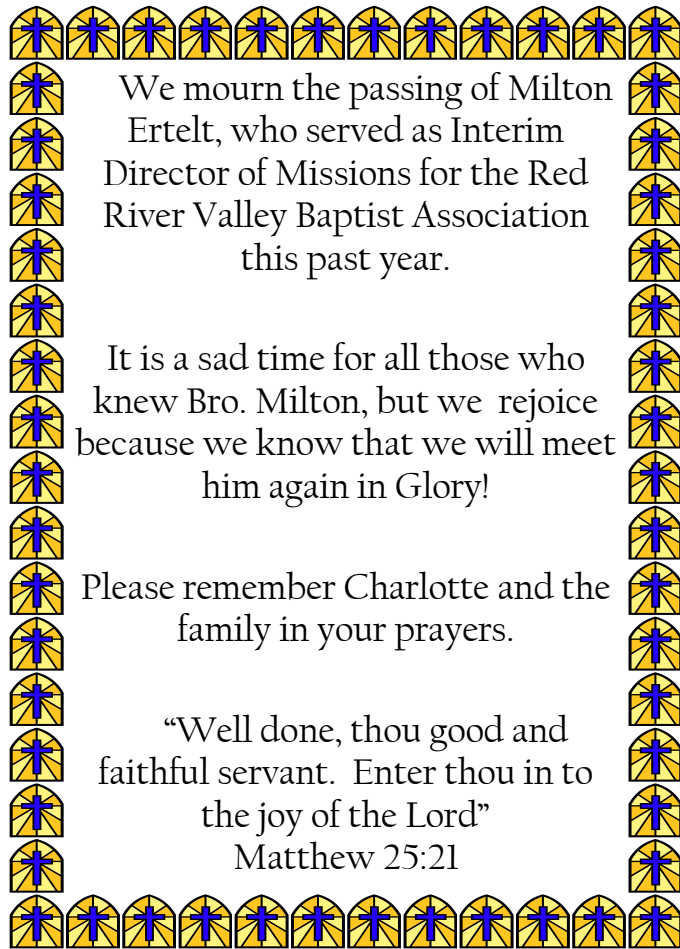 We mourn the passing of Milton
Ertelt, who served as Interim
Director of Missions for the Red
River Valley Baptist Association
this past year.
It is a sad time for all those who
knew Bro. Milton, but we rejoice
because we know that we will meet
him again in Glory!
Please remember Charlotte and the
family in your prayers.
“Well done, thou good and
faithful servant. Enter thou in to
the joy of the Lord”
Matthew 25:21